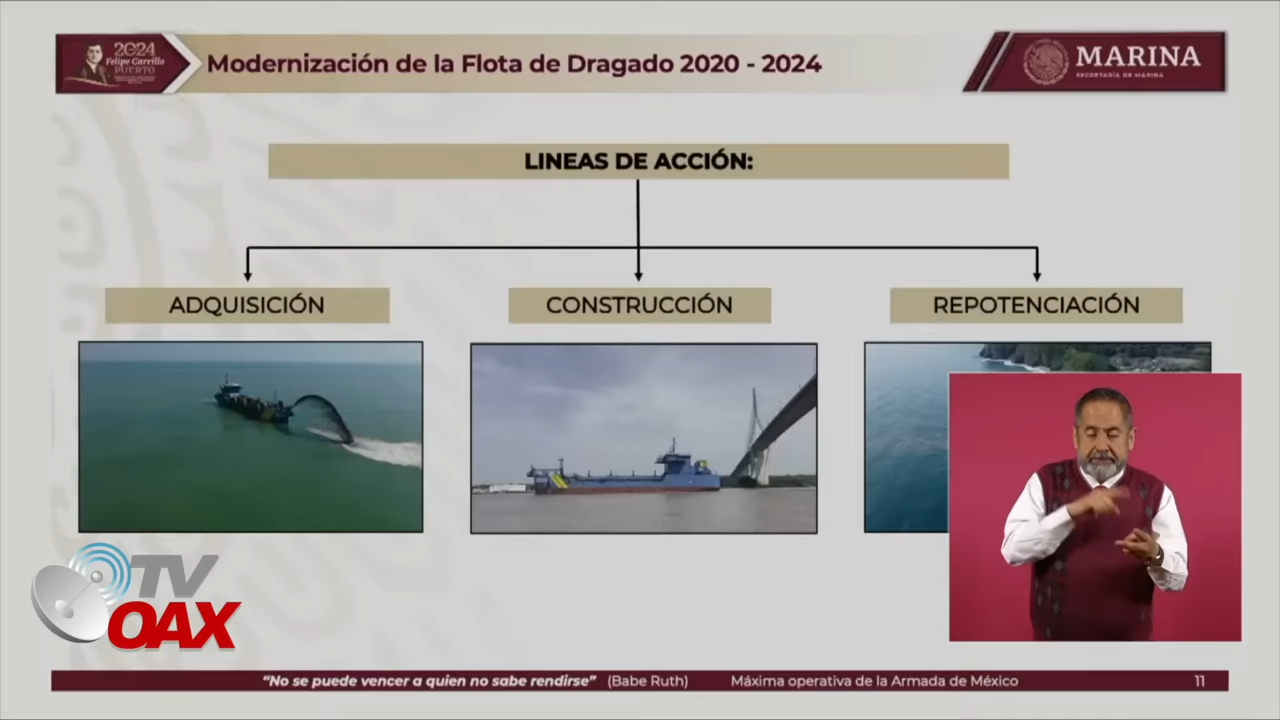 2024
Felipe Carrillo
PUERTO
Modernización de la Flota de Dragado 2020 - 2024
MARINA
SECRETARÍA DE MARINA
LINEAS DE ACCIÓN:
ADQUISICIÓN
CONSTRUCCIÓN
REPOTENCIACIÓN
TV
OAX
“No se puede vencer a quien no sabe rendirse” (Babe Ruth) Máxima operativa de la Armada de México 11